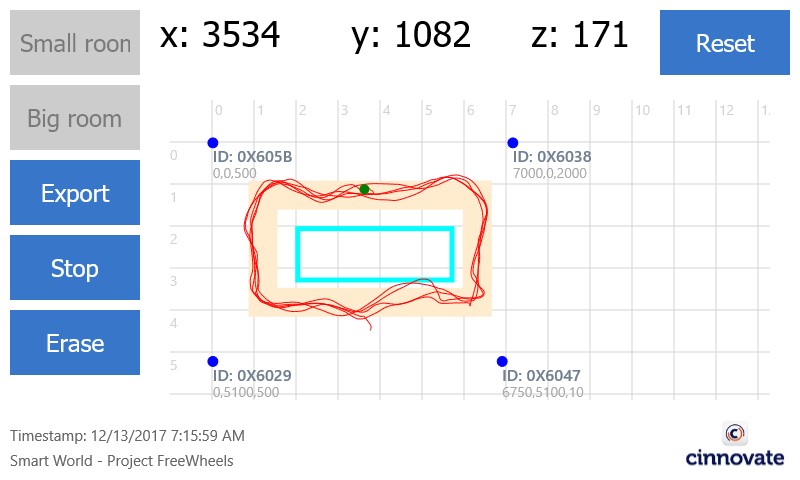 Small roon
x: 3534
y: 1082
z: 171
Reset
Big room
Export
Stop
Erase
0 1 2 3 4 5 6 7 8 9 10 11 12 1.
0
1
2
3
4
5
ID: 0X605B
0,0,500
ID: 0X6038
7000,0,2000
ID: 0X6029
0,5100,500
ID: 0X6047
6750,5100,10
Timestamp: 12/13/2017 7:15:59 AM
Smart World - Project FreeWheels
cinnovate